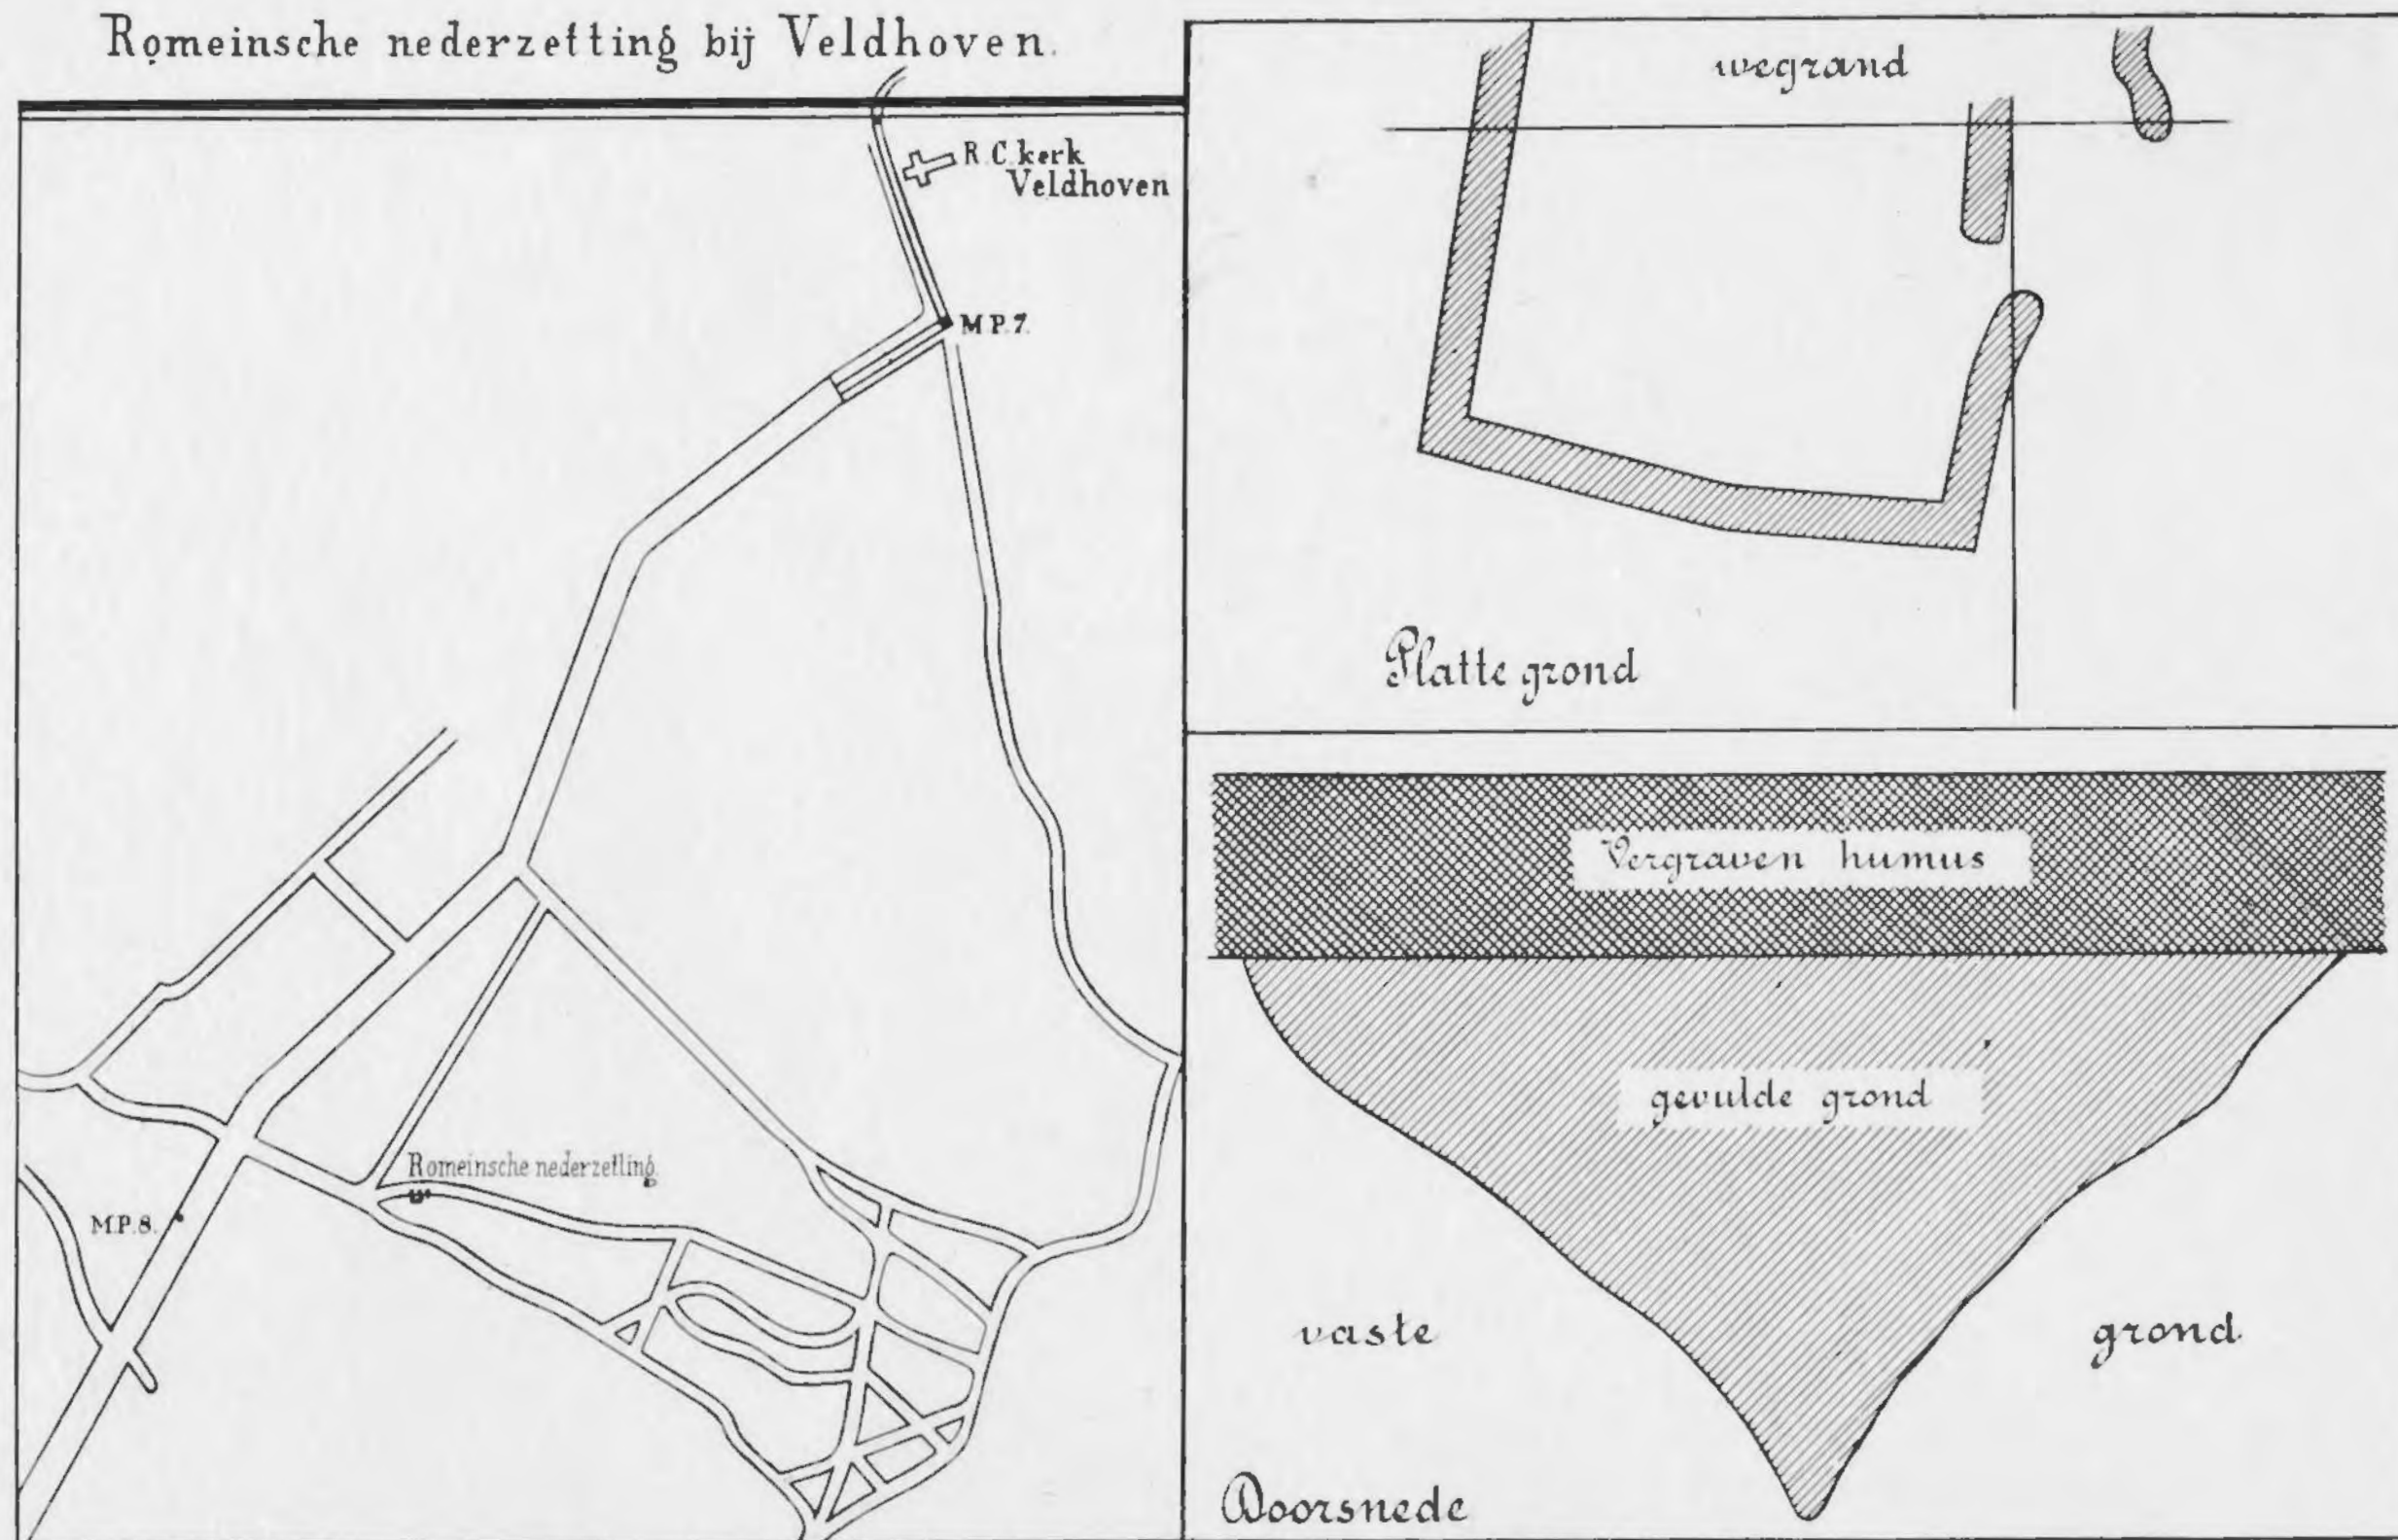 Romeinsche nederzetting bij Veldhoven.
R.C. kerk
Veldhoven
M.P.7.
Romeinsche nederzetting
M.P.8.
wegrand
Platte grond
Vergraven humus
gevulde grond
vaste grond
Doorsnede